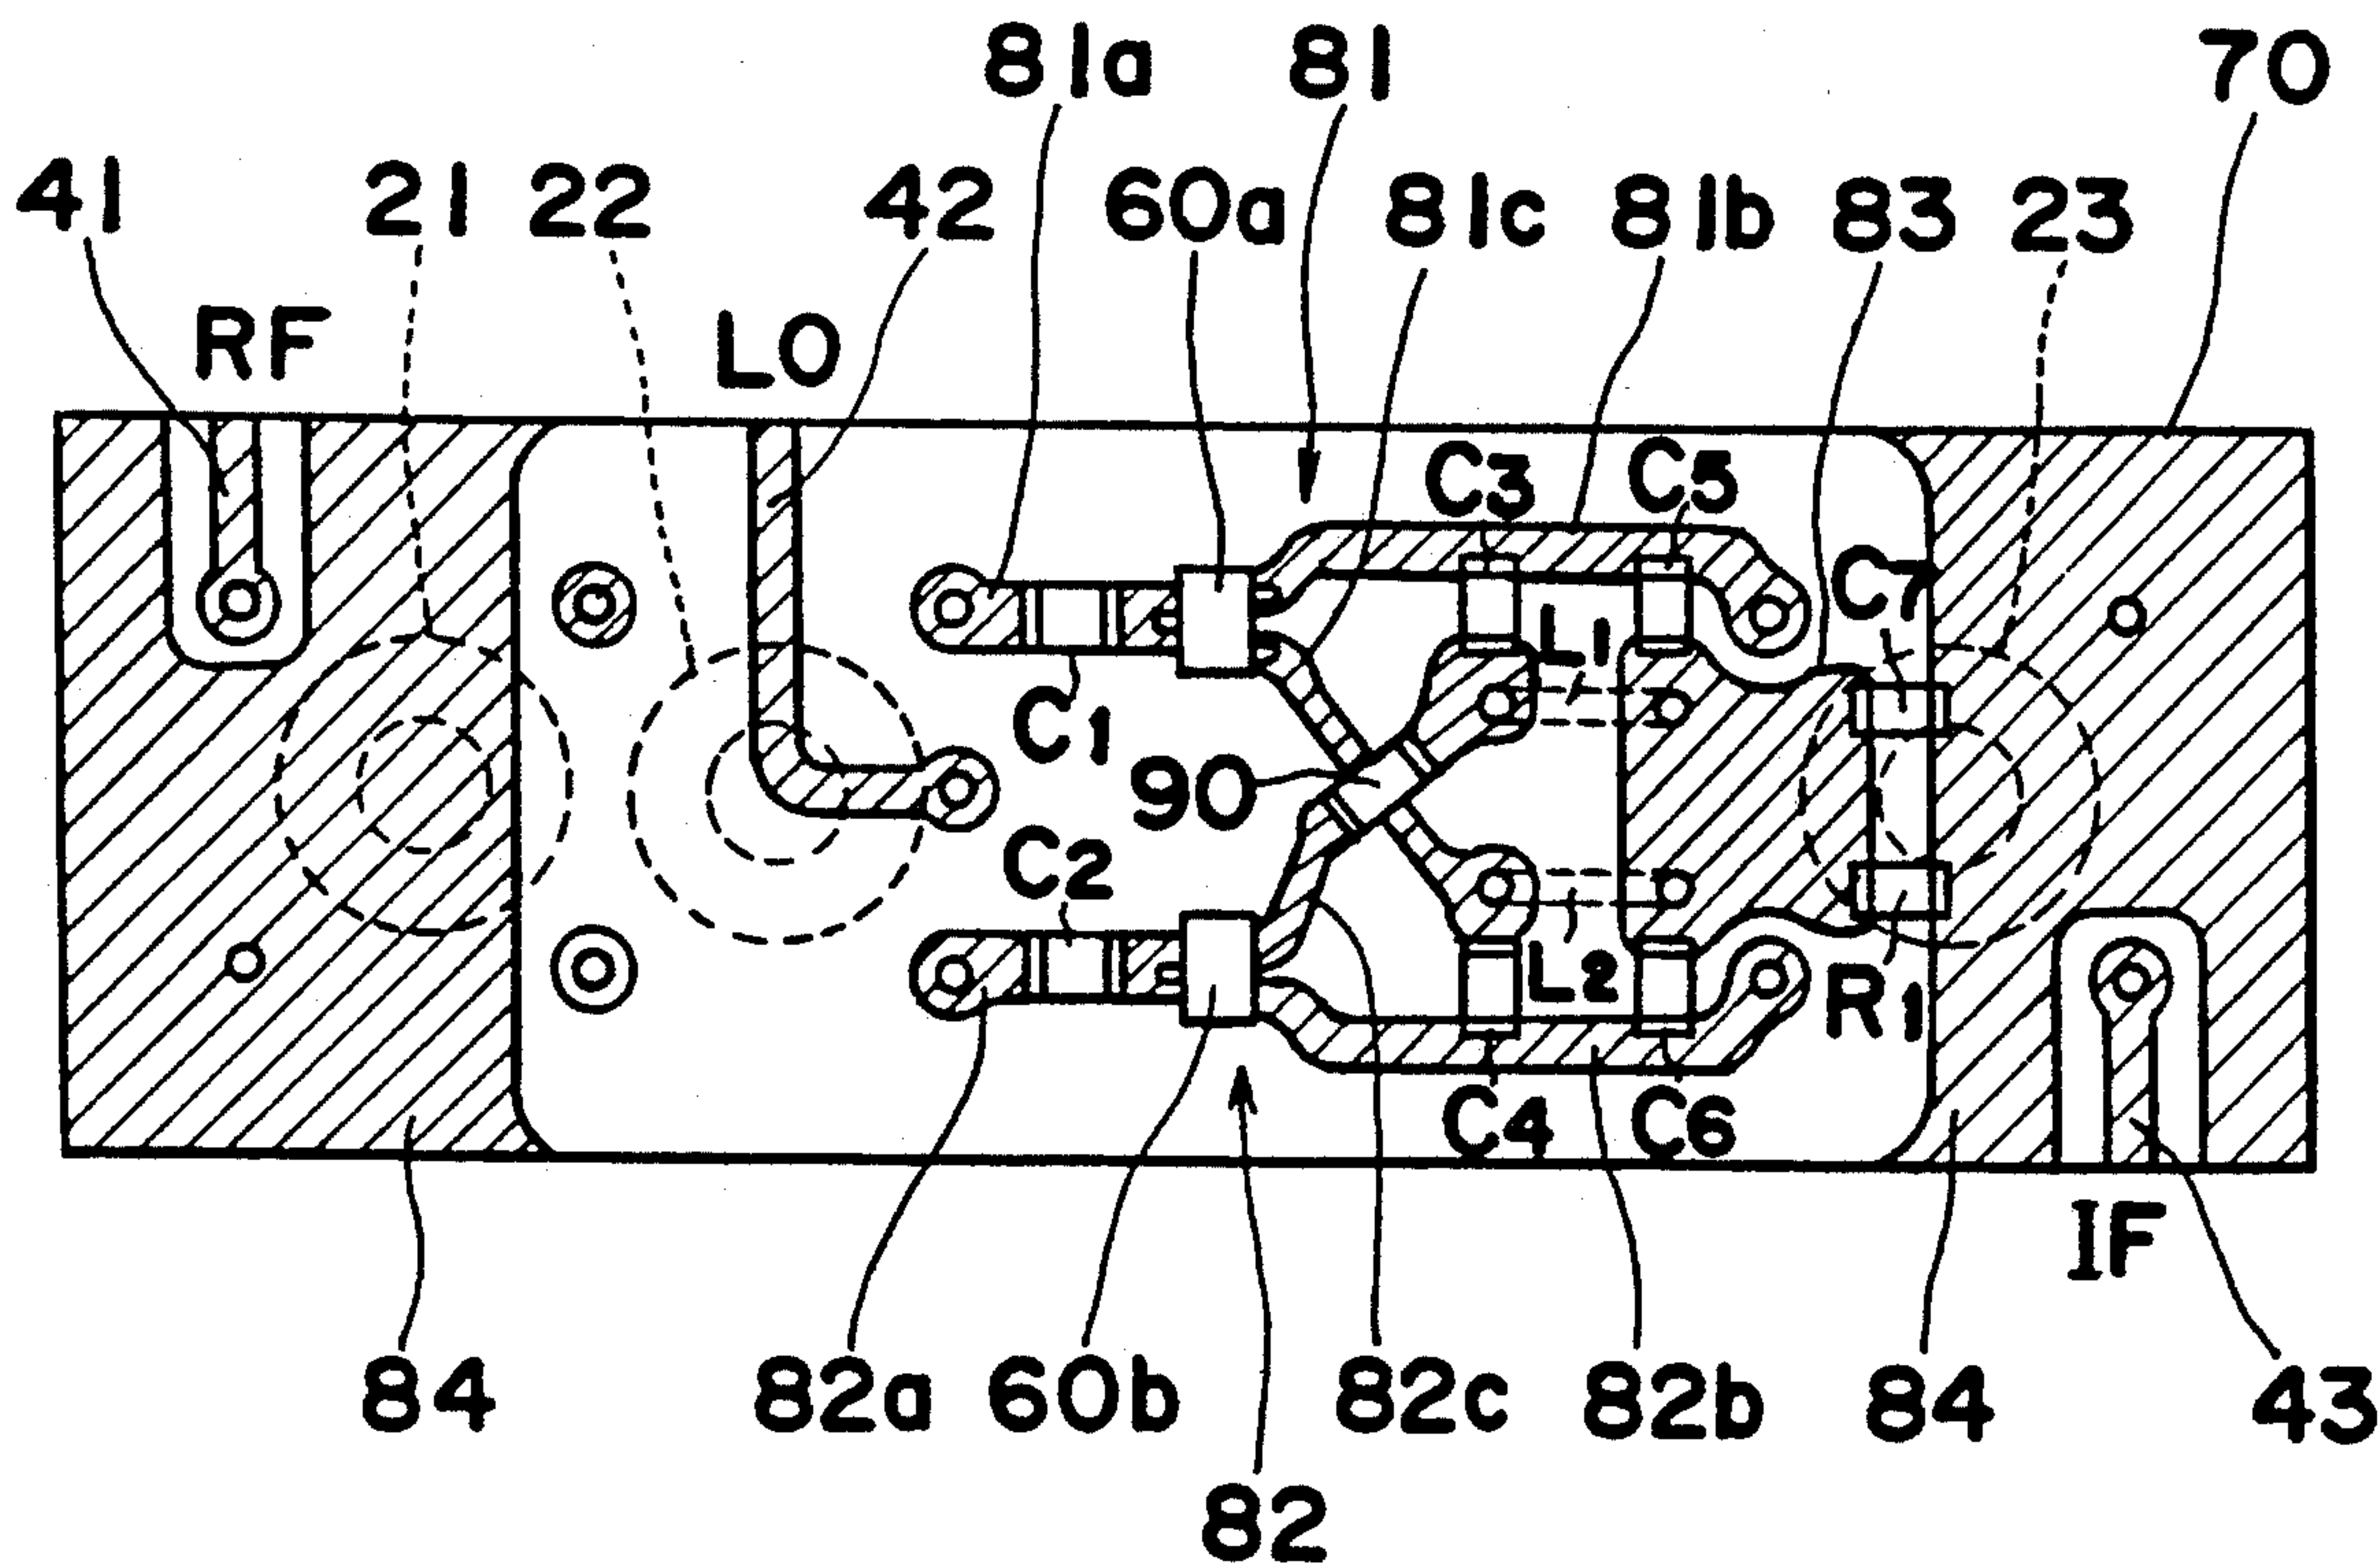 81a 81 70
41 21 22 42 60a 81c 81b 83 23
RF LO
C3 C5
C7
L1
C1
90
C2
L2 R1
C4 C6
IF
84 82a 60b 82c 82b 84 43
82